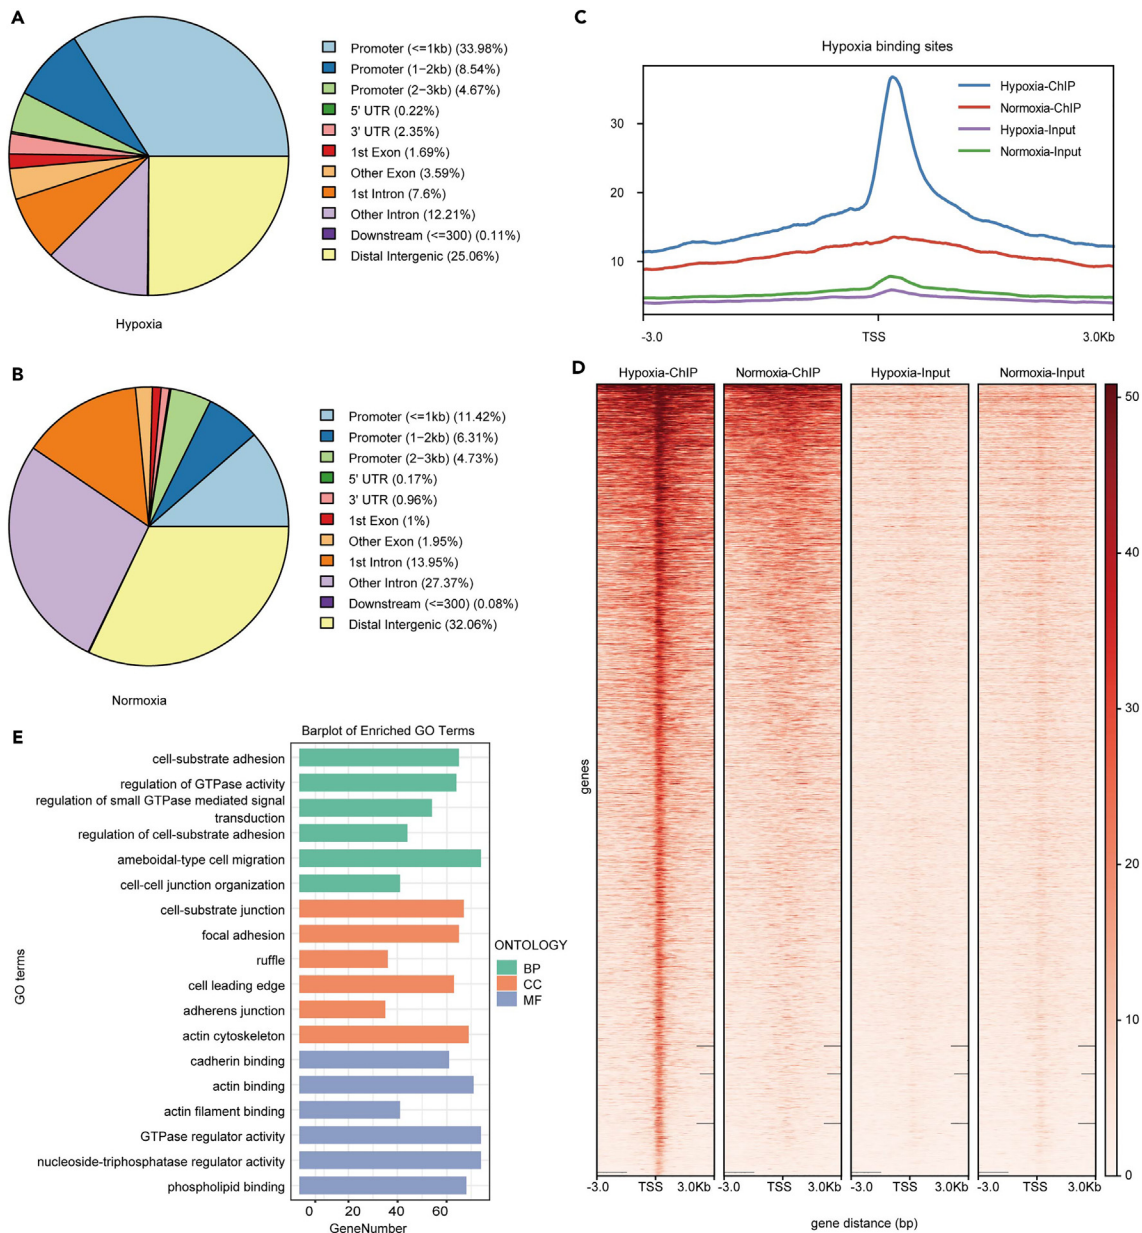 A
Promoter (<=1kb) (33.98%)
Promoter (1-2kb) (8.54%)
Promoter (2-3kb) (4.67%)
5' UTR (0.22%)
3' UTR (2.35%)
1st Exon (1.69%)
Other Exon (3.59%)
1st Intron (7.6%)
Other Intron (12.21%)
Downstream (<=300) (0.11%)
Distal Intergenic (25.06%)
Hypoxia
B
Promoter (<=1kb) (11.42%)
Promoter (1-2kb) (6.31%)
Promoter (2-3kb) (4.73%)
5' UTR (0.17%)
3' UTR (0.96%)
1st Exon (1%)
Other Exon (1.95%)
1st Intron (13.95%)
Other Intron (27.37%)
Downstream (<=300) (0.08%)
Distal Intergenic (32.06%)
Normoxia
C
Hypoxia binding sites
Hypoxia-ChIP
Normoxia-ChIP
Hypoxia-Input
Normoxia-Input
30
20
10
-3.0 TSS 3.0Kb
D
Hypoxia-ChIP Normoxia-ChIP Hypoxia-Input Normoxia-Input
genes
50
40
30
20
10
0
-3.0 TSS 3.0Kb -3.0 TSS 3.0Kb -3.0 TSS 3.0Kb -3.0 TSS 3.0Kb
gene distance (bp)
E
Barplot of Enriched GO Terms
GO terms
cell-substrate adhesion
regulation of GTPase activity
regulation of small GTPase mediated signal
transduction
regulation of cell-substrate adhesion
ameboidal-type cell migration
cell-cell junction organization
cell-substrate junction
focal adhesion
ruffle
cell leading edge
adherens junction
actin cytoskeleton
cadherin binding
actin binding
actin filament binding
GTPase regulator activity
nucleoside-triphosphatase regulator activity
phospholipid binding
0 20 40 60
GeneNumber
ONTOLOGY
BP
CC
MF